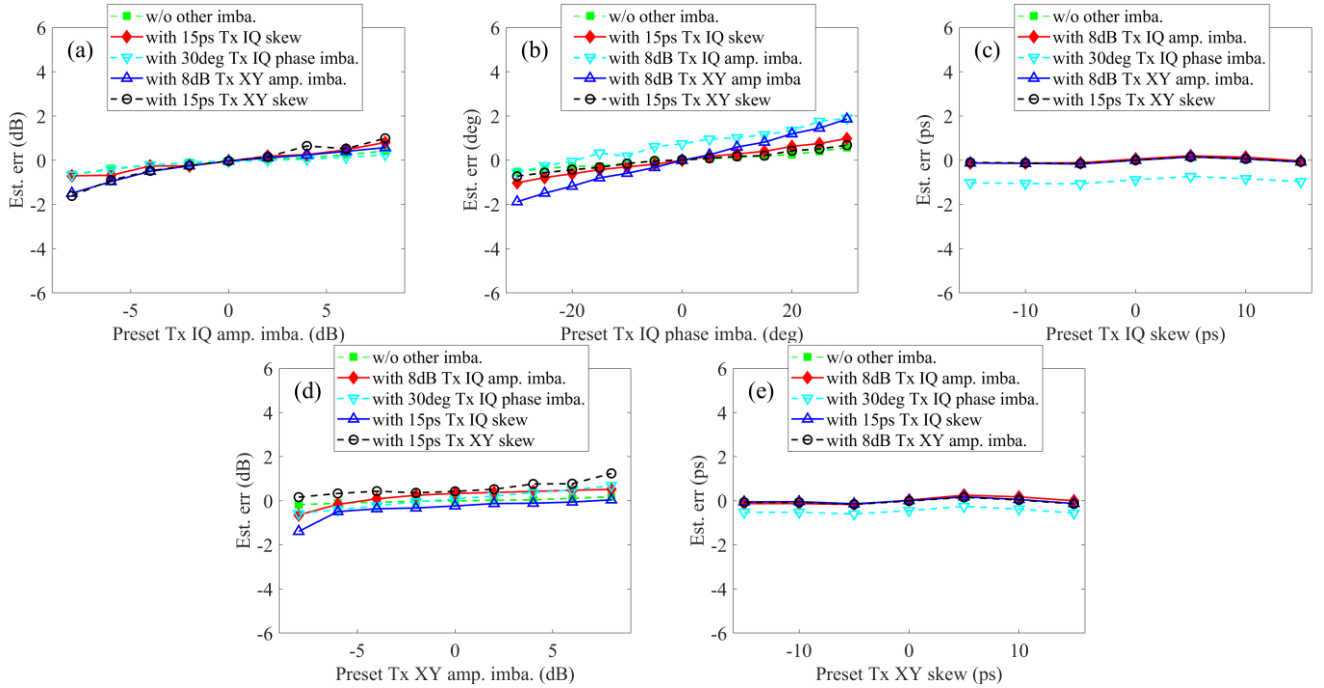 (a)
w/o other imba.
with 15ps Tx IQ skew
with 30deg Tx IQ phase imba.
with 8dB Tx XY amp. imba.
with 15ps Tx XY skew
Est. err (dB)
6
4
2
0
-2
-4
-6
-5
0
5
Preset Tx IQ amp. imba. (dB)
(b)
w/o other imba.
with 15ps Tx IQ skew
with 8dB Tx IQ amp. imba.
with 8dB Tx XY amp imba.
with 15ps Tx XY skew
Est. err (deg)
6
4
2
0
-2
-4
-6
-20
0
20
Preset Tx IQ phase imba. (deg)
(c)
w/o other imba.
with 8dB Tx IQ amp. imba.
with 30deg Tx IQ phase imba.
with 8dB Tx XY amp. imba.
with 15ps Tx XY skew
Est. err (ps)
6
4
2
0
-2
-4
-6
-10
0
10
Preset Tx IQ skew (ps)
(d)
w/o other imba.
with 8dB Tx IQ amp. imba.
with 30deg Tx IQ phase imba.
with 15ps Tx IQ skew
with 15ps Tx XY skew
Est. err (dB)
6
4
2
0
-2
-4
-6
-5
0
5
Preset Tx XY amp. imba. (dB)
(e)
w/o other imba.
with 8dB Tx IQ amp. imba.
with 30deg Tx IQ phase imba.
with 15ps Tx IQ skew
with 8dB Tx XY amp. imba.
Est. err (ps)
6
4
2
0
-2
-4
-6
-10
0
10
Preset Tx XY skew (ps)